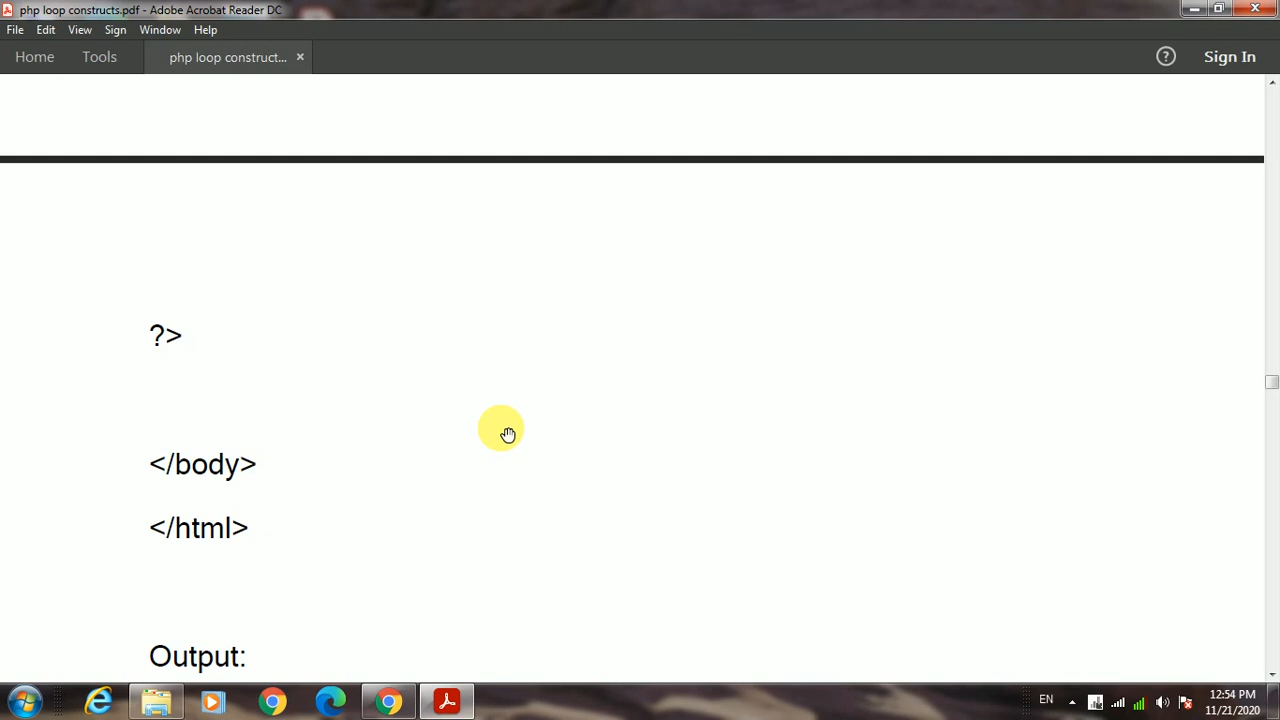 php loop constructs.pdf - Adobe Acrobat Reader DC
File Edit View Sign Window Help
Home Tools php loop construct... × ? Sign In
?>
</body>
</html>
Output:
EN 12:54 PM
11/21/2020